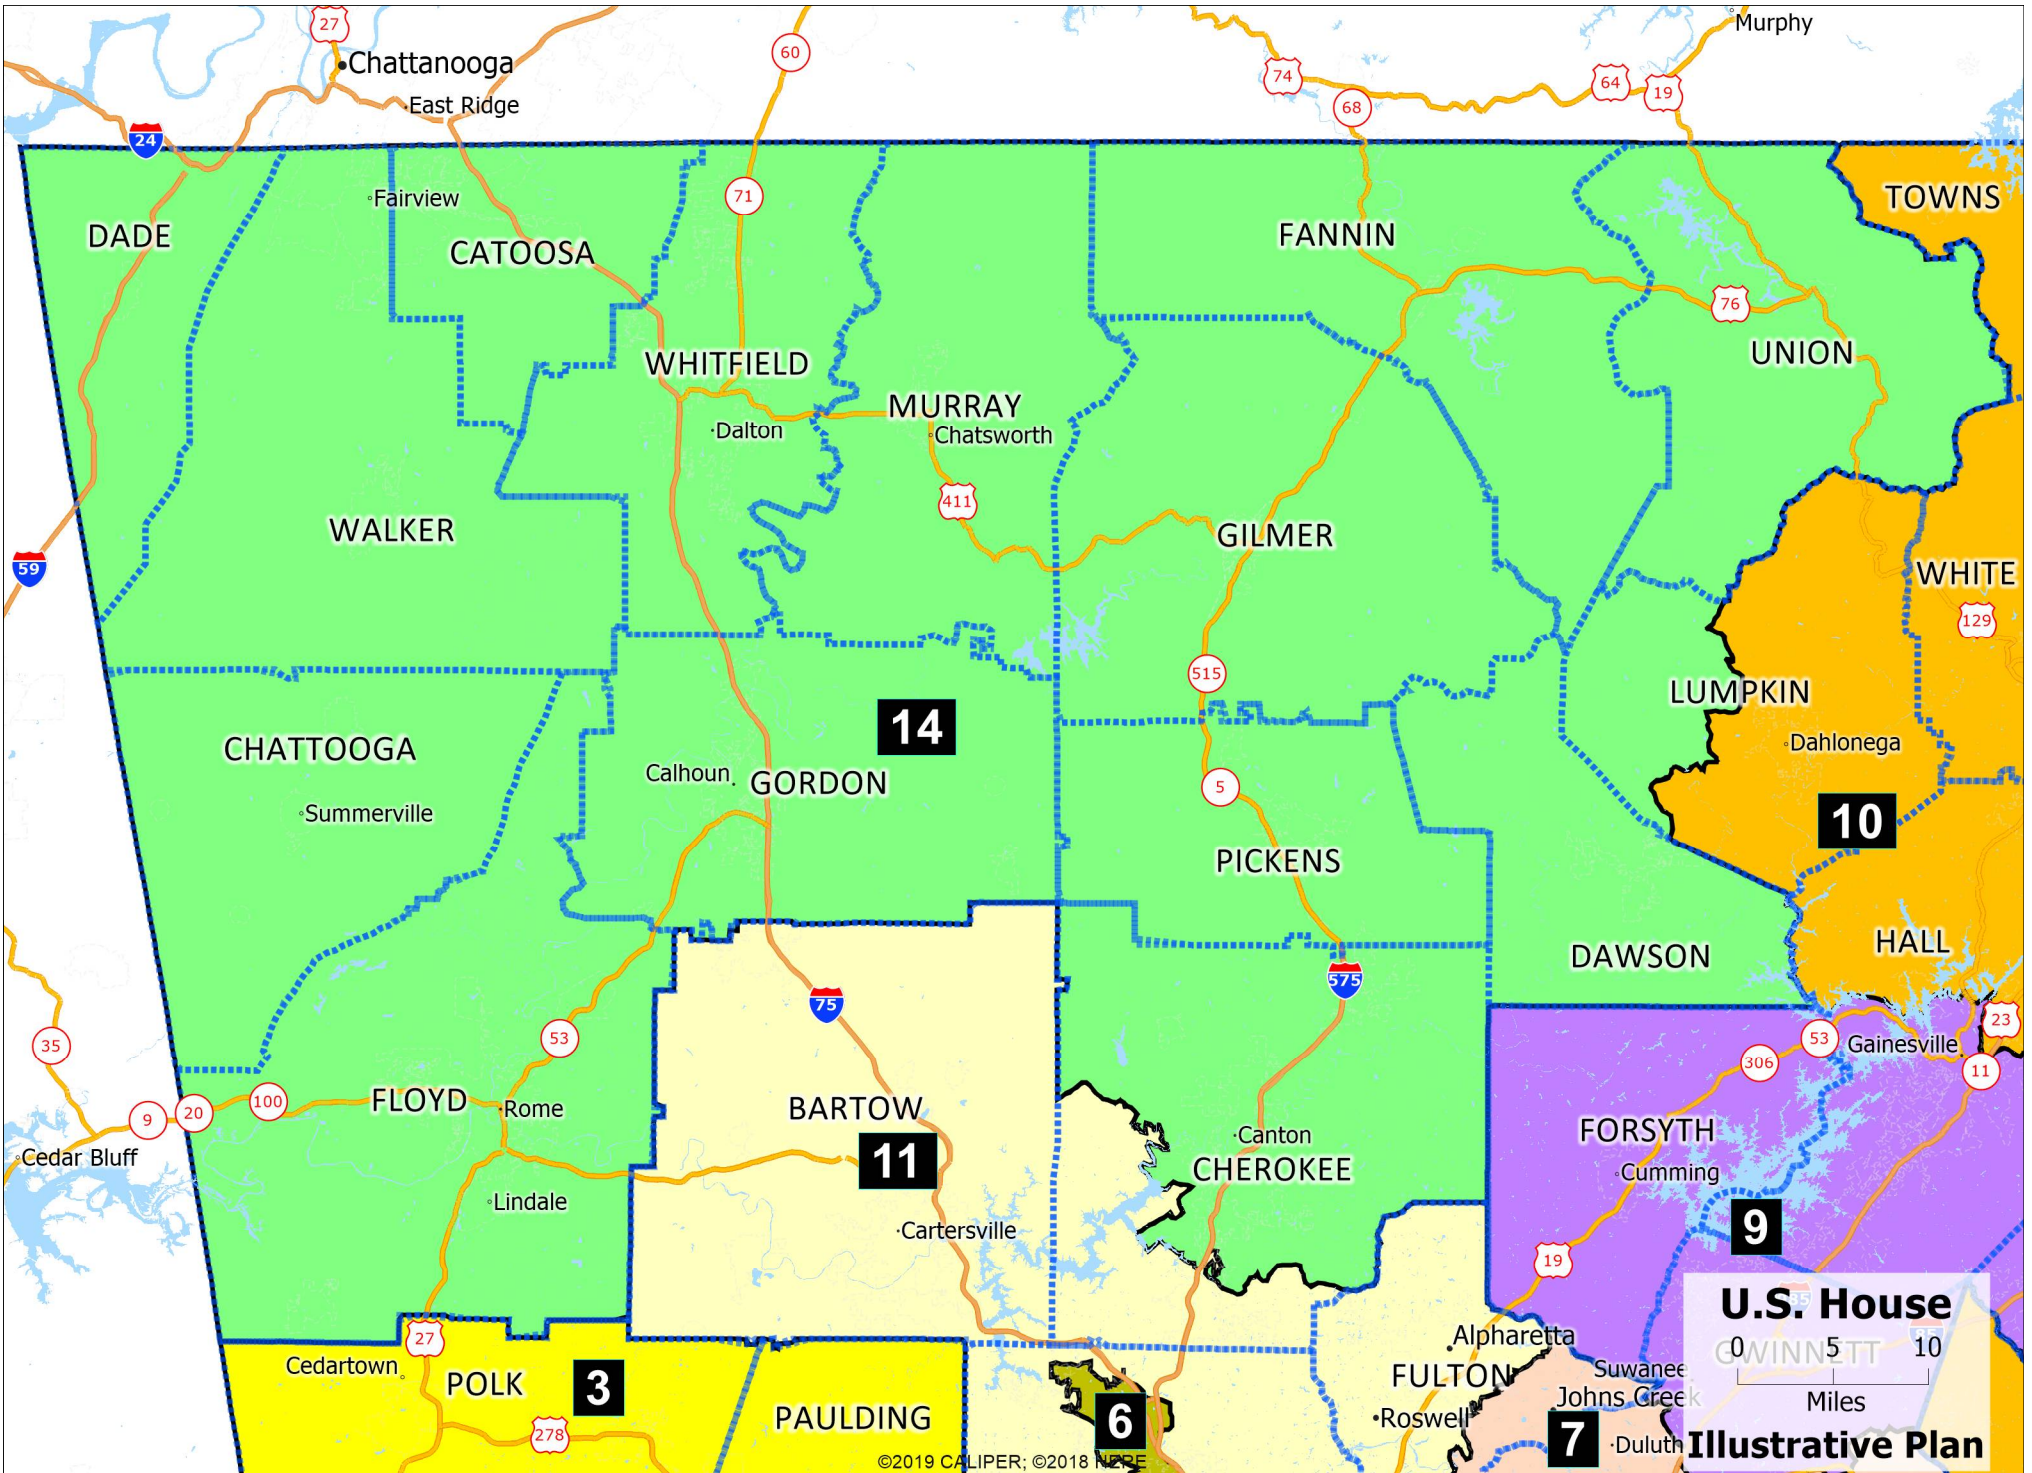 27
Chattanooga
East Ridge
60
Murphy
74
68
64
19
24
Fairview
71
DADE
CATOOSA
FANNIN
TOWNS
76
UNION
WHITFIELD
MURRAY
Dalton
Chatsworth
411
WALKER
GILMER
59
WHITE
129
515
LUMPKIN
14
CHATTOOGA
Dahlonega
Calhoun
GORDON
5
Summerville
10
PICKENS
HALL
DAWSON
575
75
53
35
23
53
Gainesville
306
11
100
20
9
FLOYD
Rome
BARTOW
FORSYTH
Canton
Cedar Bluff
11
CHEROKEE
Cumming
Lindale
Cartersville
9
19
85
U.S. House
27
Alpharetta
0 5 10
GWINNETT
Cedartown
POLK
3
FULTON
Suwanee
Johns Creek
Miles
PAULDING
6
Roswell
278
7
Duluth
Illustrative Plan
©2019 CALIPER; ©2018 HERE